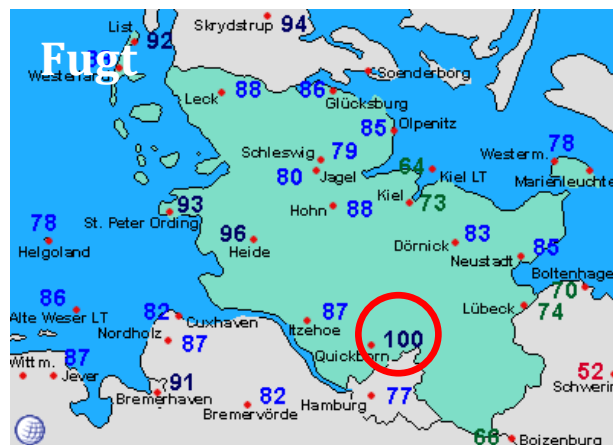 Skrydstrup 94
List 92
Fugt
Westerland
Soenderborg
Leck 88
86 Glücksburg
85 Olpenitz
Schleswig 79
80 Jagel
64 Kiel LT
Westerm. 78
Marienleuchte
93
St. Peter Ording
Hohn 88
Kiel 73
78
Helgoland
96
Heide
83
Dörnick
85
Neustadt
Boltenhage
70
86
Alte Weser LT
82
Cuxhaven
87
Itzehoe
Lübeck 74
Nordholz 87
100
Quickborn
87
Wittm. Jever
91
Bremerhaven
82
Bremervörde
Hamburg 77
52
Schwerin
66
Boizenburg